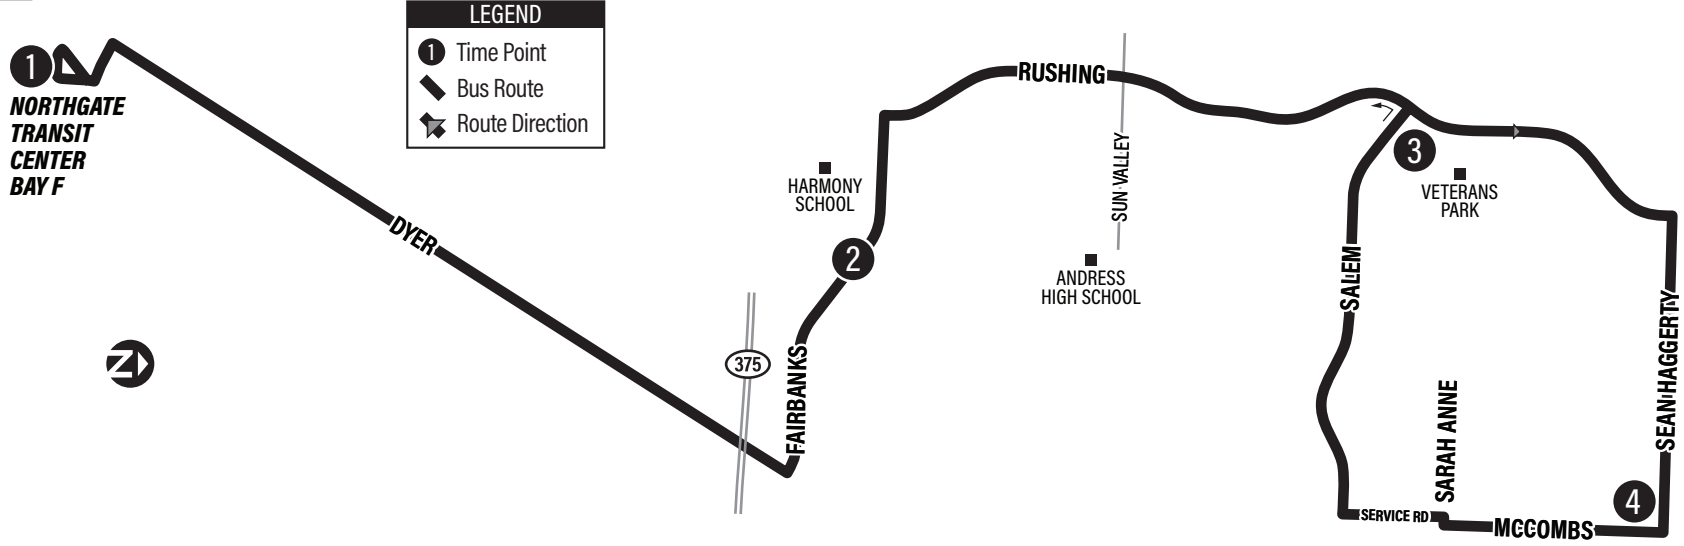 LEGEND
1 Time Point
Bus Route
Route Direction
1
NORTHGATE
TRANSIT
CENTER
BAY F
DYER
375
FAIRBANKS
2
HARMONY
SCHOOL
RUSHING
SUN VALLEY
ANDRESS
HIGH SCHOOL
3
VETERANS
PARK
SALEM
SARAH ANNE
SERVICE RD
MCCOMBS
SEAN HAGGERTY
4
Z